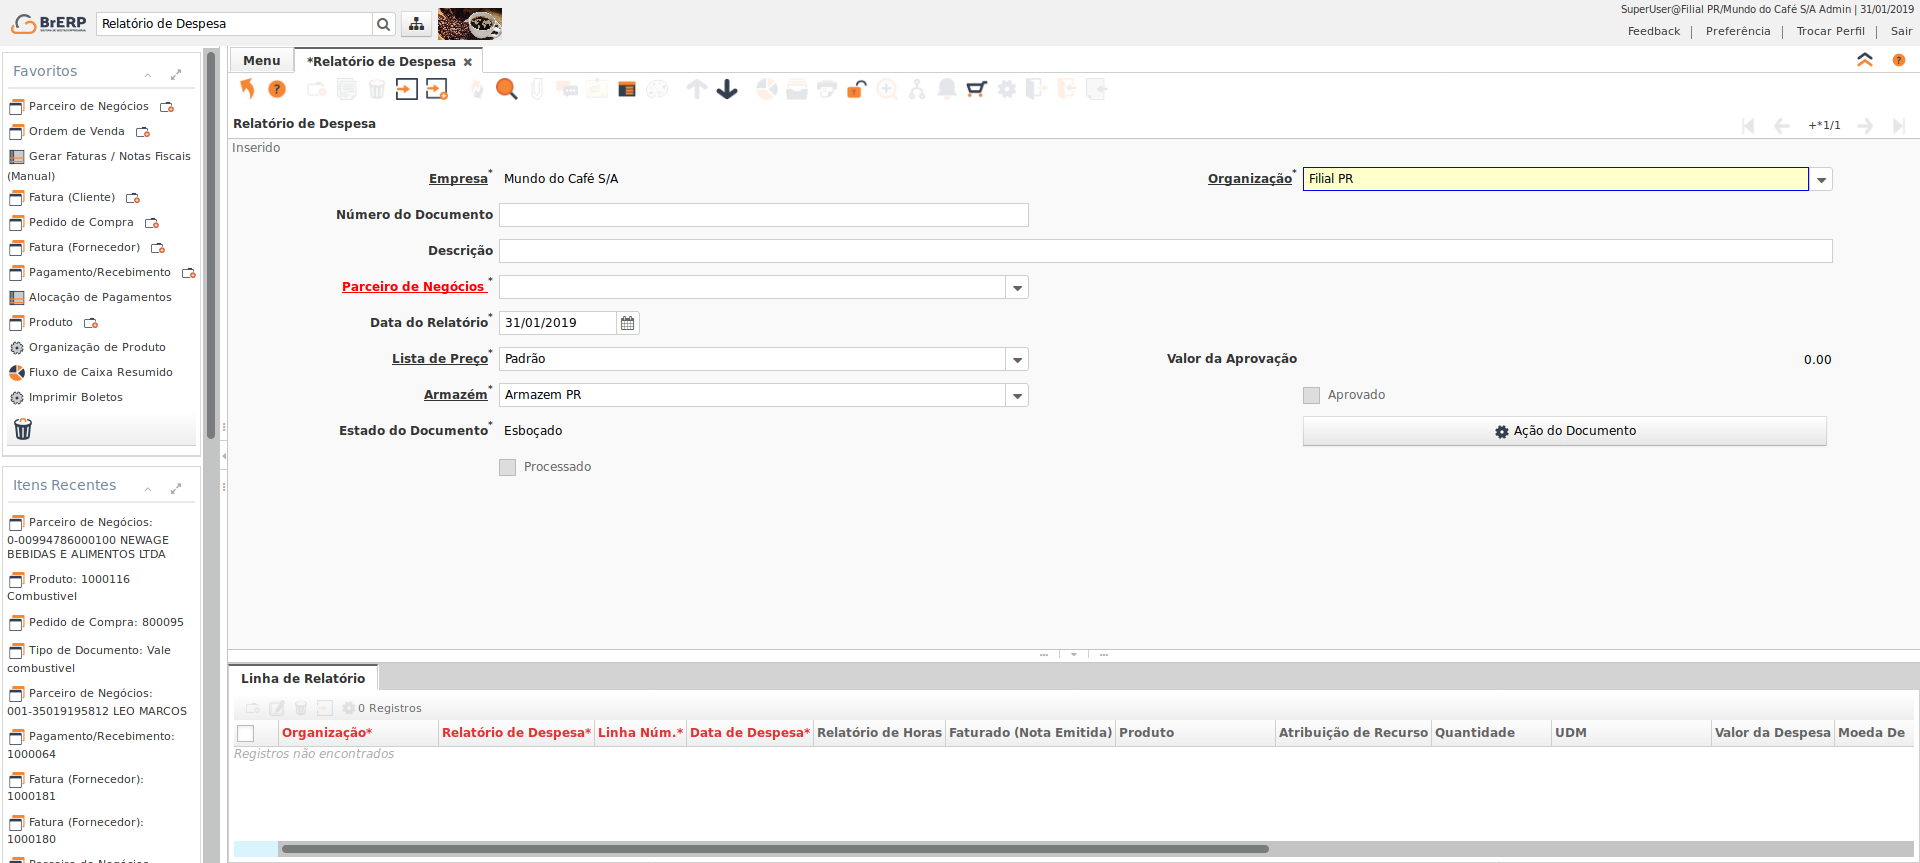 BrERP
Relatório de Despesa
SuperUser@Filial PR/Mundo do Café S/A Admin | 31/01/2019
Feedback | Preferência | Trocar Perfil | Sair
Favoritos
Parceiro de Negócios
Ordem de Venda
Gerar Faturas / Notas Fiscais
(Manual)
Fatura (Cliente)
Pedido de Compra
Fatura (Fornecedor)
Pagamento/Recebimento
Alocação de Pagamentos
Produto
Organização de Produto
Fluxo de Caixa Resumido
Imprimir Boletos
Itens Recentes
Parceiro de Negócios:
0-00994786000100 NEWAGE
BEBIDAS E ALIMENTOS LTDA
Produto: 1000116
Combustivel
Pedido de Compra: 800095
Tipo de Documento: Vale
combustivel
Parceiro de Negócios:
001-35019195812 LEO MARCOS
Pagamento/Recebimento:
1000064
Fatura (Fornecedor):
1000181
Fatura (Fornecedor):
1000180
Menu
*Relatório de Despesa
Relatório de Despesa
+*1/1
Inserido
Empresa* Mundo do Café S/A
Organização* Filial PR
Número do Documento
Descrição
Parceiro de Negócios *
Data do Relatório* 31/01/2019
Lista de Preço* Padrão
Valor da Aprovação 0.00
Armazém* Armazem PR
Aprovado
Estado do Documento* Esboçado
Ação do Documento
Processado
Linha de Relatório
0 Registros
Organização* Relatório de Despesa* Linha Núm.* Data de Despesa* Relatório de Horas Faturado (Nota Emitida) Produto Atribuição de Recurso Quantidade UDM Valor da Despesa Moeda De
Registros não encontrados